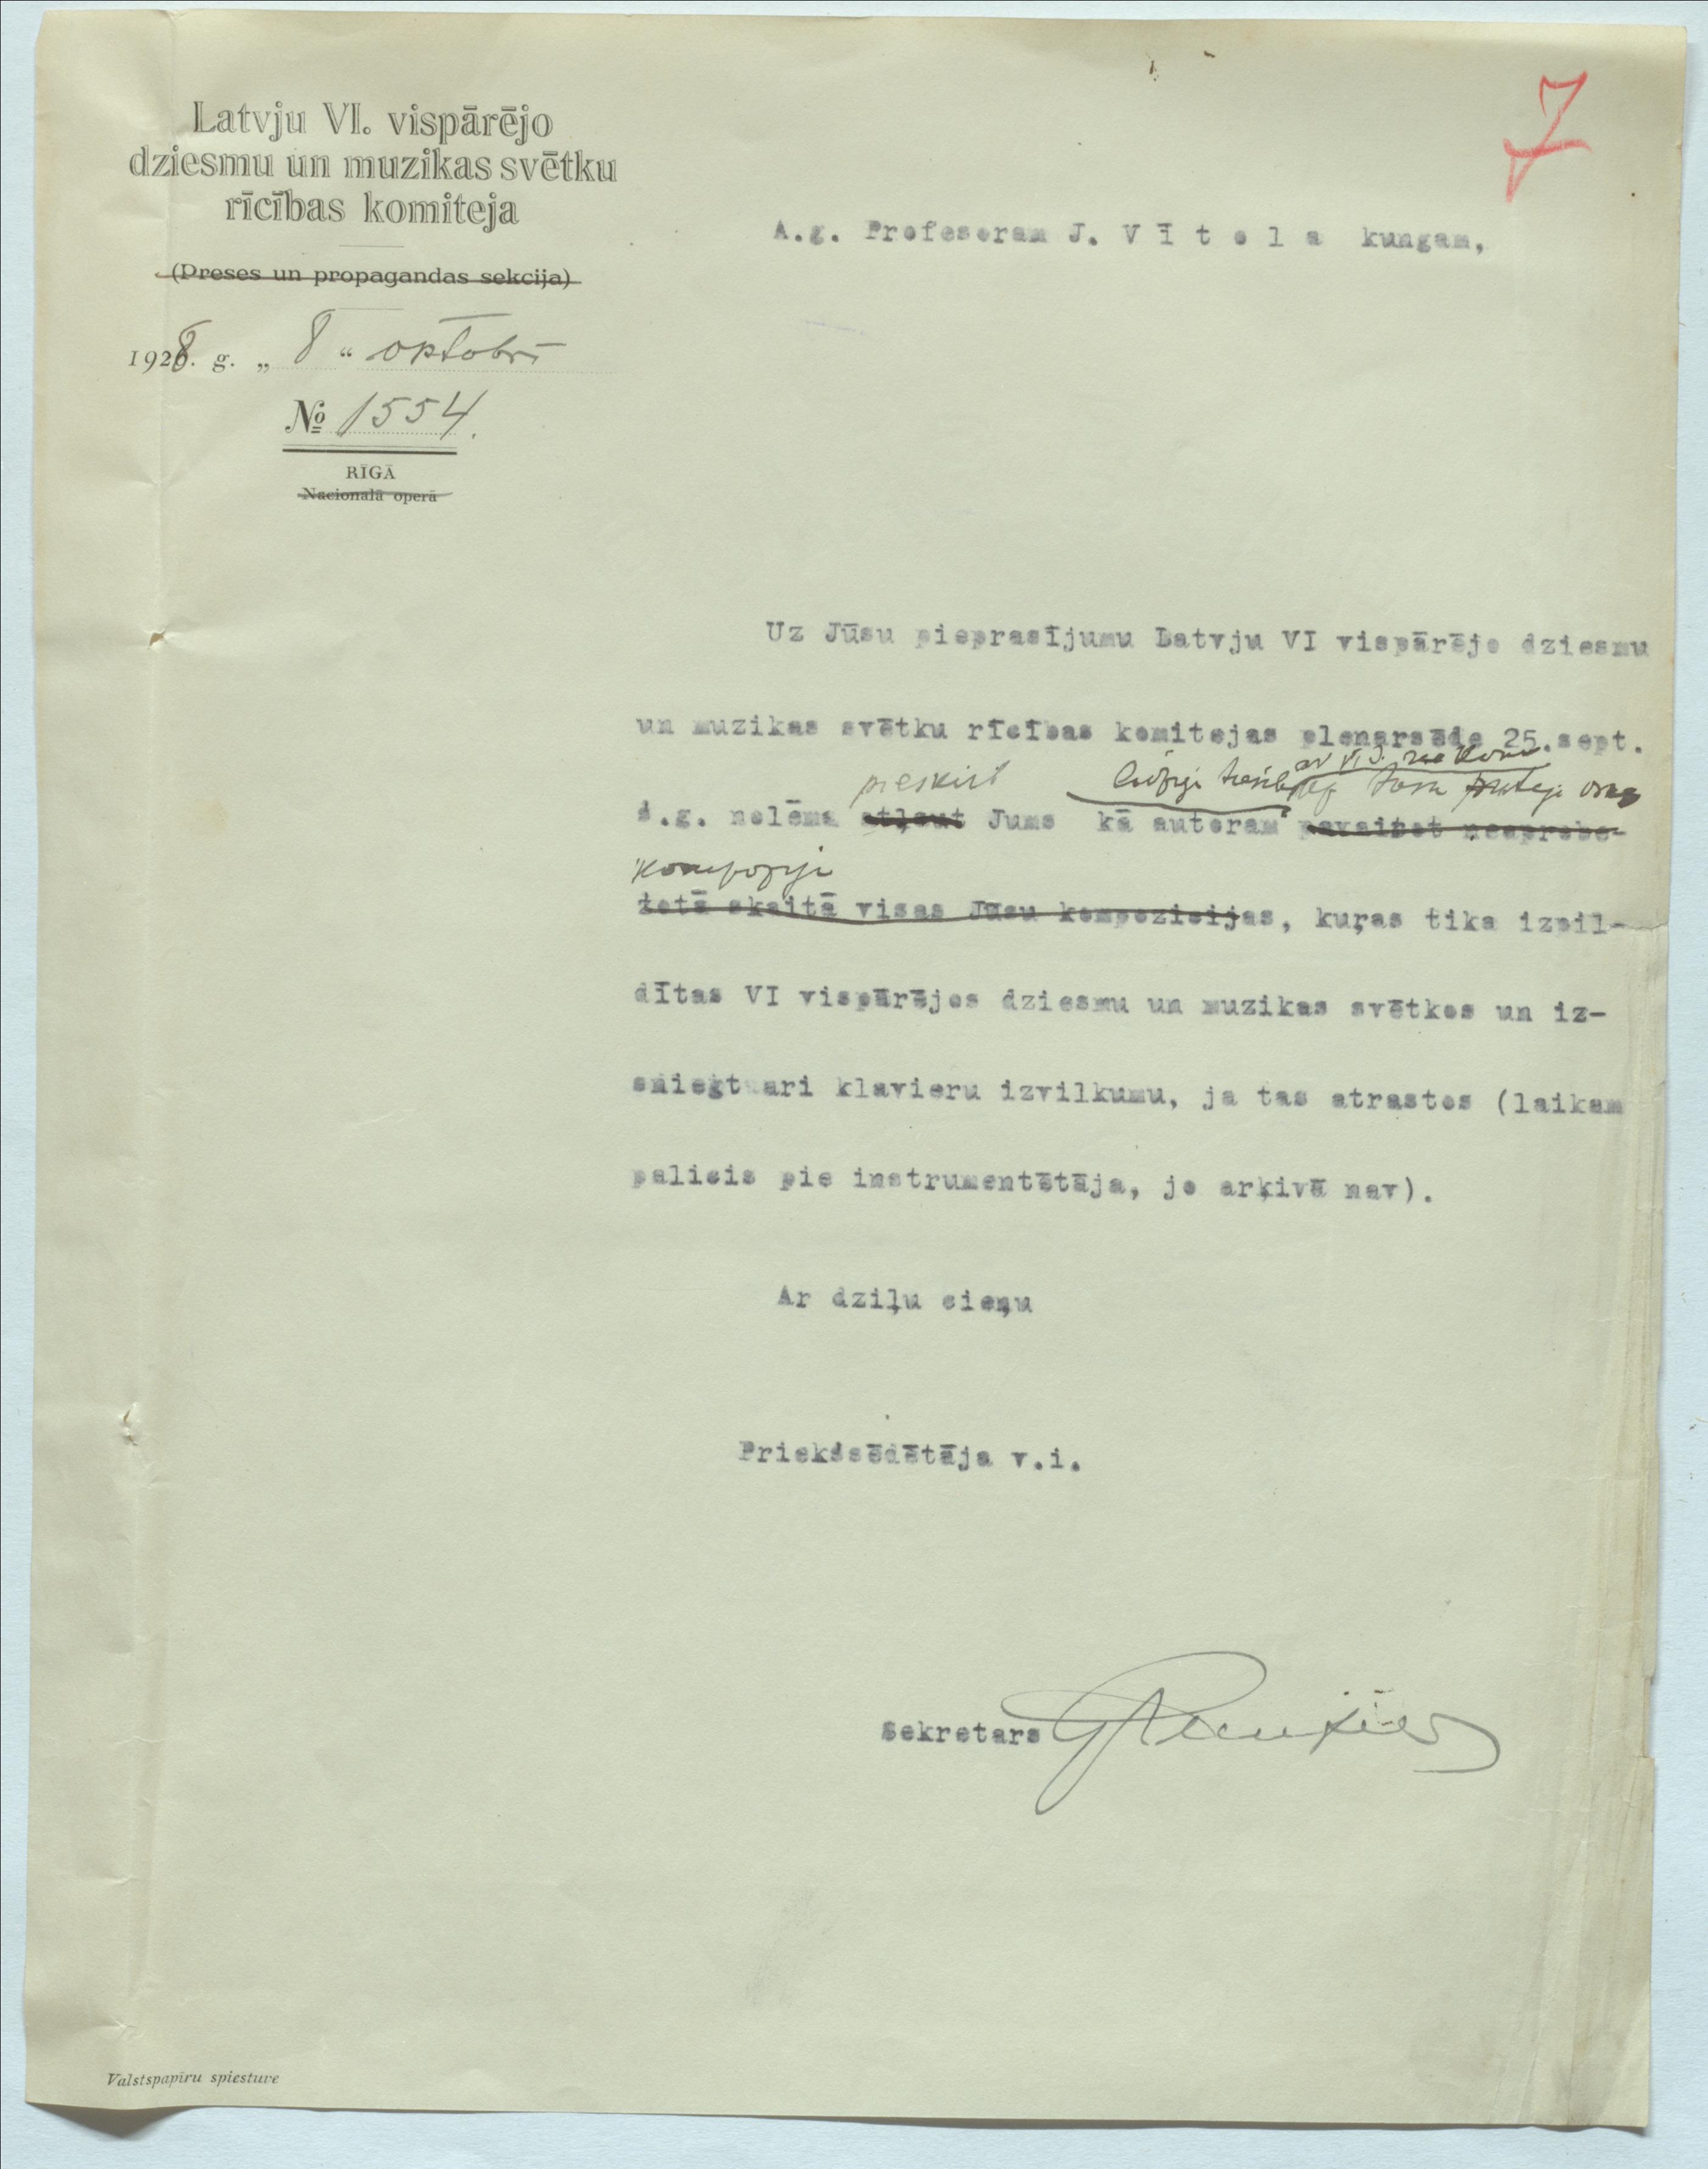 7
Latvju VI. vispārējo
dziesmu un muzikas svētku
rīcības komiteja
(Preses un propagandas sekcija)
1928. g. „ 8 “ oktobrī
№ 1554.
RĪGĀ
Nacionalā operā
A.g. Profesoram J. V ī t o l a kungam,
Uz Jūsu pieprasījumu Latvju VI vispārējo dziesmu
un muzikas svētku rīcības komitejas plenarsēde 25.sept.
pieskirt
š.g. nolēma atļaut Jums kā autoram pavairot neaprobe-
žotā skaitā visas Jūsu kompozicijas, kuŗas tika izpil-
dītas VI vispārējos dziesmu un muzikas svētkos un iz-
sniegt ari klavieru izvilkumu, ja tas atrastos (laikam
palicis pie instrumentētāja, jo arķivā nav).
Ar dziļu cieņu
Priekšsēdētāja v.i.
Sekretars
Valstspapīru spiestuve